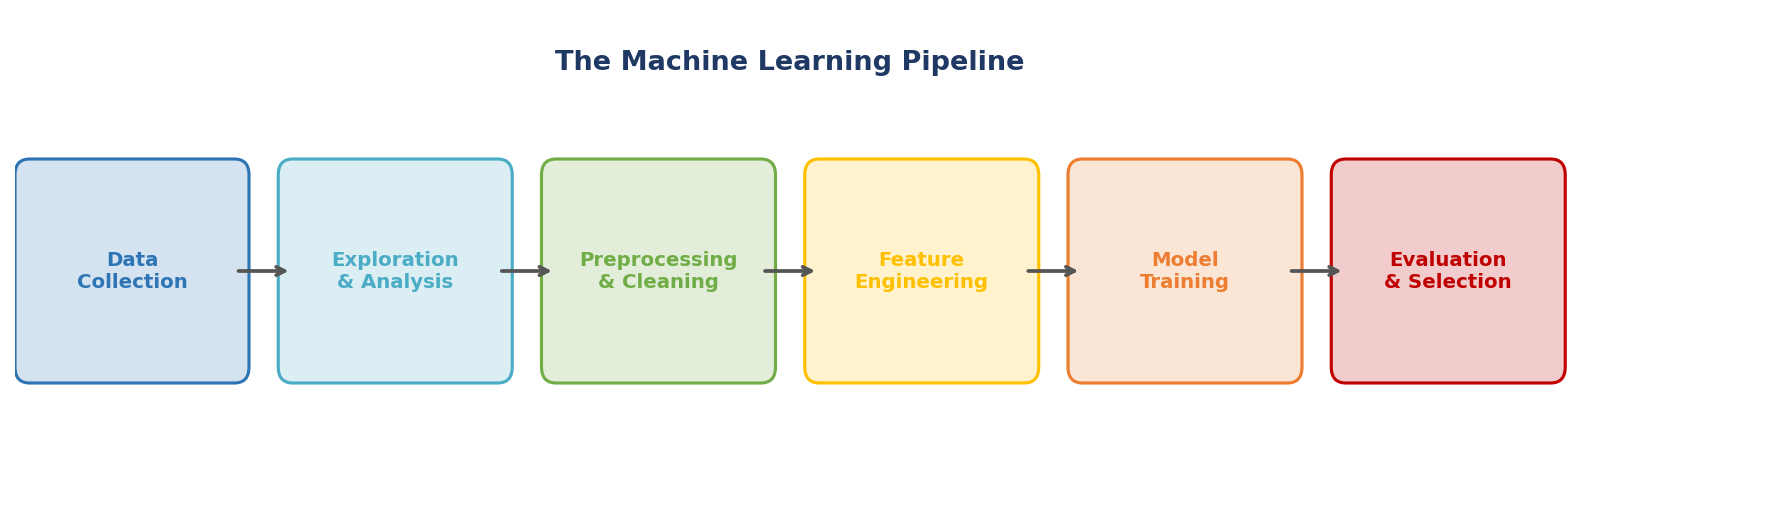 The Machine Learning Pipeline
Data
Collection
Exploration
& Analysis
Preprocessing
& Cleaning
Feature
Engineering
Model
Training
Evaluation
& Selection